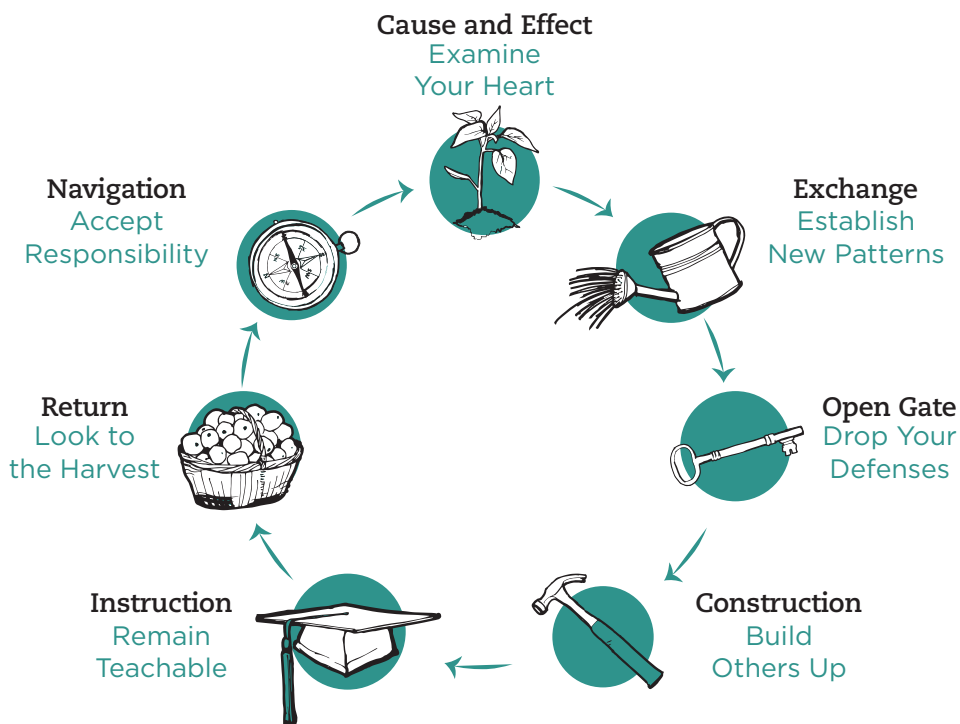 Cause and Effect
Examine
Your Heart
Exchange
Establish
New Patterns
Open Gate
Drop Your
Defenses
Construction
Build
Others Up
Instruction
Remain
Teachable
Return
Look to
the Harvest
Navigation
Accept
Responsibility